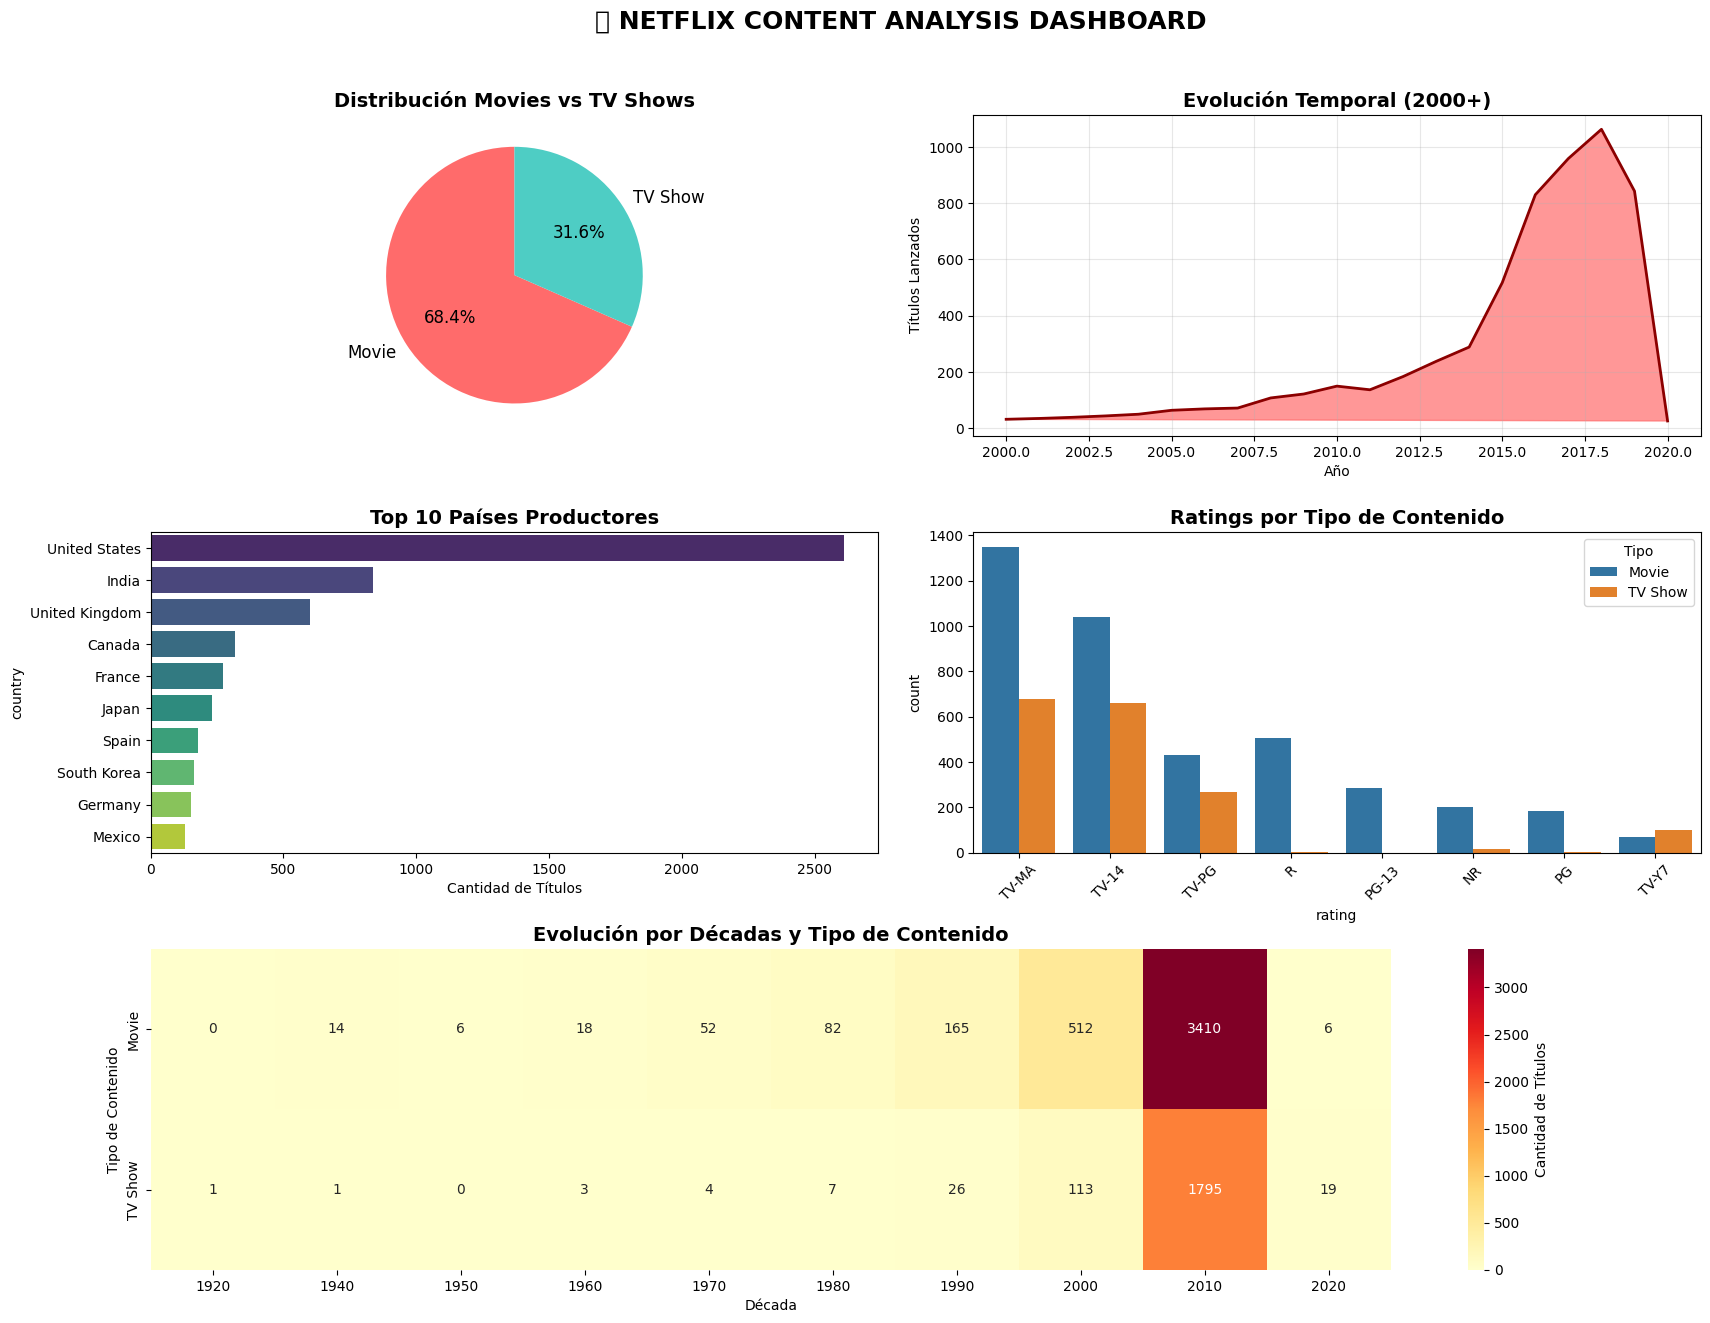 NETFLIX CONTENT ANALYSIS DASHBOARD
Distribución Movies vs TV Shows
TV Show
31.6%
68.4%
Movie
Evolución Temporal (2000+)
Títulos Lanzados
1000
800
600
400
200
0
2000.0 2002.5 2005.0 2007.5 2010.0 2012.5 2015.0 2017.5 2020.0
Año
Top 10 Países Productores
country
United States
India
United Kingdom
Canada
France
Japan
Spain
South Korea
Germany
Mexico
0 500 1000 1500 2000 2500
Cantidad de Títulos
Ratings por Tipo de Contenido
Tipo
Movie
TV Show
count
1400
1200
1000
800
600
400
200
0
TV-MA TV-14 TV-PG R PG-13 NR PG TV-Y7
rating
Evolución por Décadas y Tipo de Contenido
Tipo de Contenido
Movie
0 14 6 18 52 82 165 512 3410 6
TV Show
1 1 0 3 4 7 26 113 1795 19
1920 1940 1950 1960 1970 1980 1990 2000 2010 2020
Década
3000
2500
2000
1500
1000
500
0
Cantidad de Títulos